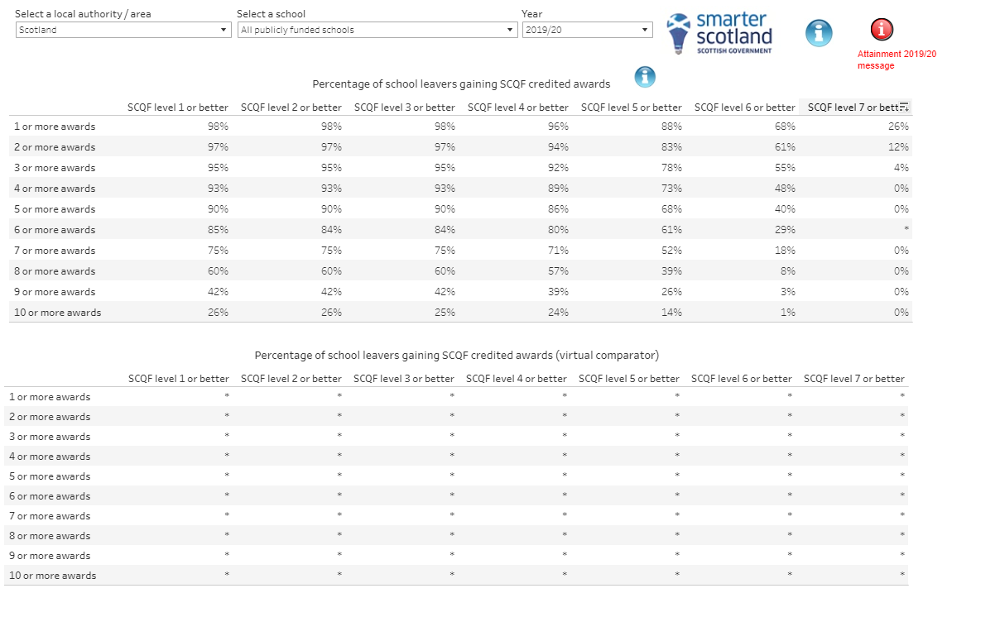 Select a local authority / area Select a school Year
Scotland All publicly funded schools 2019/20
smarter
scotland
SCOTTISH GOVERNMENT
i
i
Attainment 2019/20
message
Percentage of school leavers gaining SCQF credited awards
i
SCQF level 1 or better SCQF level 2 or better SCQF level 3 or better SCQF level 4 or better SCQF level 5 or better SCQF level 6 or better SCQF level 7 or bett
1 or more awards 98% 98% 98% 96% 88% 68% 26%
2 or more awards 97% 97% 97% 94% 83% 61% 12%
3 or more awards 95% 95% 95% 92% 78% 55% 4%
4 or more awards 93% 93% 93% 89% 73% 48% 0%
5 or more awards 90% 90% 90% 86% 68% 40% 0%
6 or more awards 85% 84% 84% 80% 61% 29% *
7 or more awards 75% 75% 75% 71% 52% 18% 0%
8 or more awards 60% 60% 60% 57% 39% 8% 0%
9 or more awards 42% 42% 42% 39% 26% 3% 0%
10 or more awards 26% 26% 25% 24% 14% 1% 0%
Percentage of school leavers gaining SCQF credited awards (virtual comparator)
SCQF level 1 or better SCQF level 2 or better SCQF level 3 or better SCQF level 4 or better SCQF level 5 or better SCQF level 6 or better SCQF level 7 or better
1 or more awards * * * * * * *
2 or more awards * * * * * * *
3 or more awards * * * * * * *
4 or more awards * * * * * * *
5 or more awards * * * * * * *
6 or more awards * * * * * * *
7 or more awards * * * * * * *
8 or more awards * * * * * * *
9 or more awards * * * * * * *
10 or more awards * * * * * * *